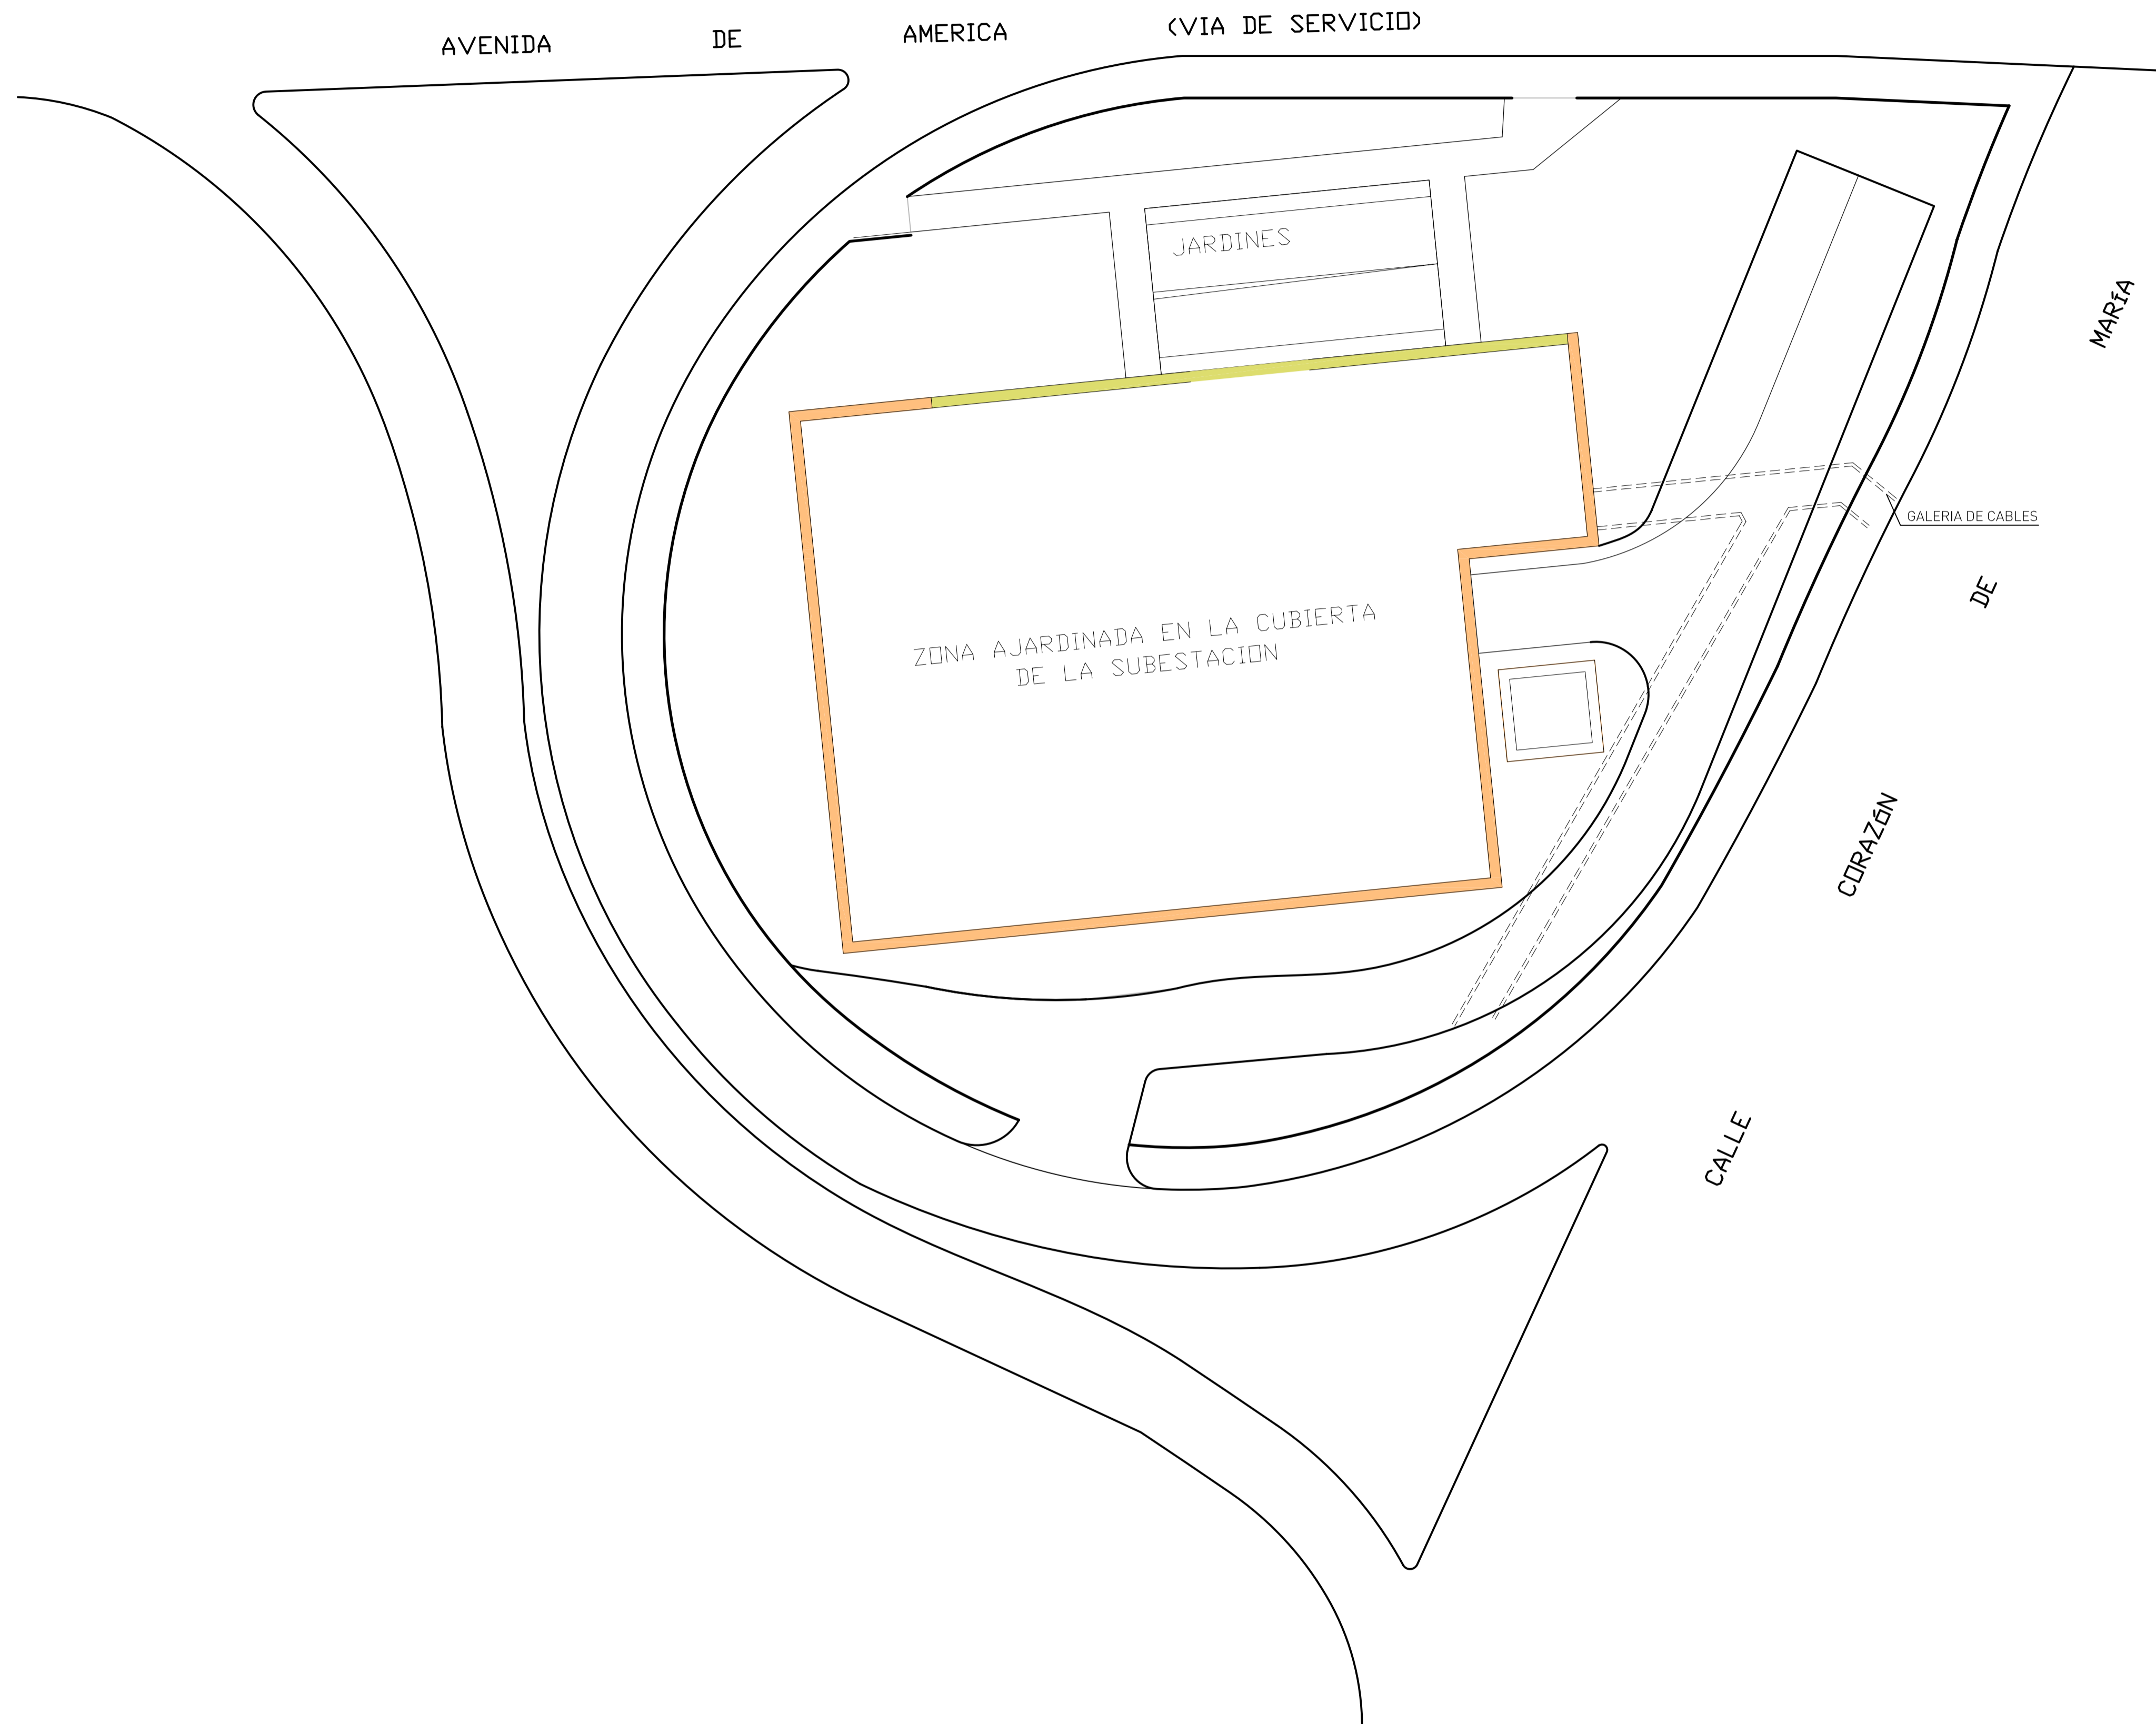 AVENIDA DE AMERICA (VIA DE SERVICIO)
JARDINES
ZONA AJARDINADA EN LA CUBIERTA
DE LA SUBESTACION
GALERIA DE CABLES
CALLE CORAZÓN DE MARÍA